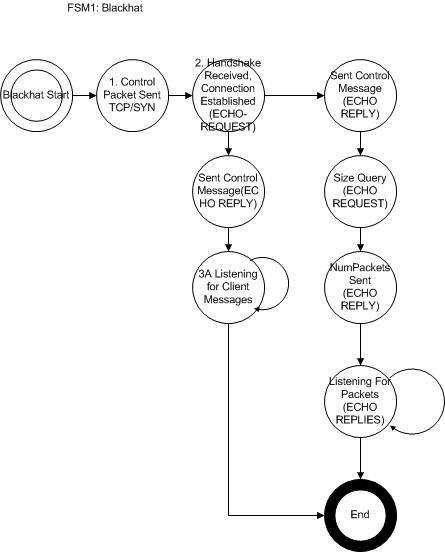 FSM1: Blackhat
Blackhat Start
1. Control
Packet Sent
TCP/SYN
2. Handshake
Received,
Connection
Established
(ECHO-
REQUEST)
Sent Control
Message
(ECHO
REPLY)
Sent Control
Message(EC
HO REPLY)
Size Query
(ECHO
REQUEST)
3A Listening
for Client
Messages
NumPackets
Sent
(ECHO
REPLY)
Listening For
Packets
(ECHO
REPLIES)
End